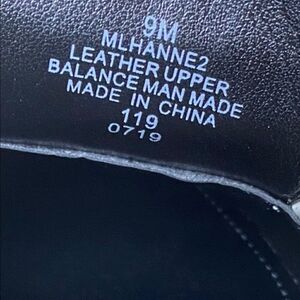 9M
MLHANNE2
LEATHER UPPER
BALANCE MAN MADE
MADE IN CHINA
119
0719